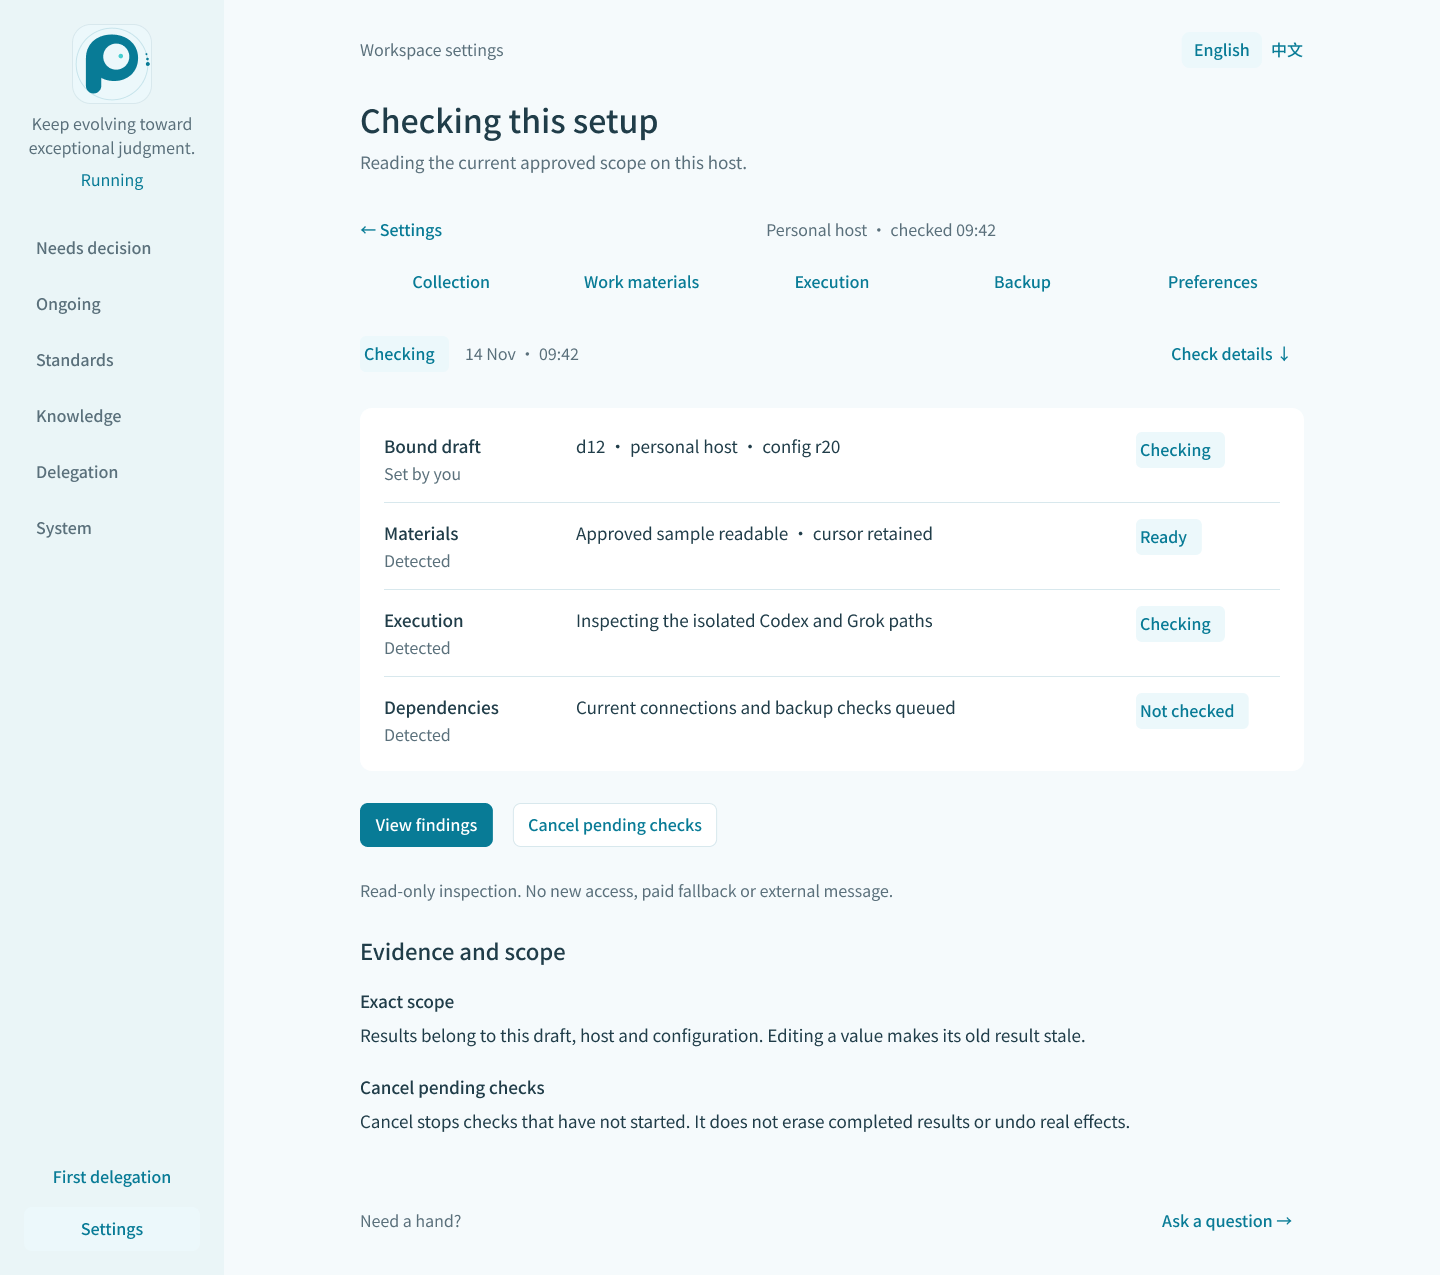 Keep evolving toward
exceptional judgment.
Running
Needs decision
Ongoing
Standards
Knowledge
Delegation
System
First delegation
Settings
Workspace settings
English 中文
Checking this setup
Reading the current approved scope on this host.
← Settings
Personal host • checked 09:42
Collection Work materials Execution Backup Preferences
Checking 14 Nov • 09:42 Check details ↓
Bound draft d12 • personal host • config r20 Checking
Set by you
Materials Approved sample readable • cursor retained Ready
Detected
Execution Inspecting the isolated Codex and Grok paths Checking
Detected
Dependencies Current connections and backup checks queued Not checked
Detected
View findings Cancel pending checks
Read-only inspection. No new access, paid fallback or external message.
Evidence and scope
Exact scope
Results belong to this draft, host and configuration. Editing a value makes its old result stale.
Cancel pending checks
Cancel stops checks that have not started. It does not erase completed results or undo real effects.
Need a hand? Ask a question →